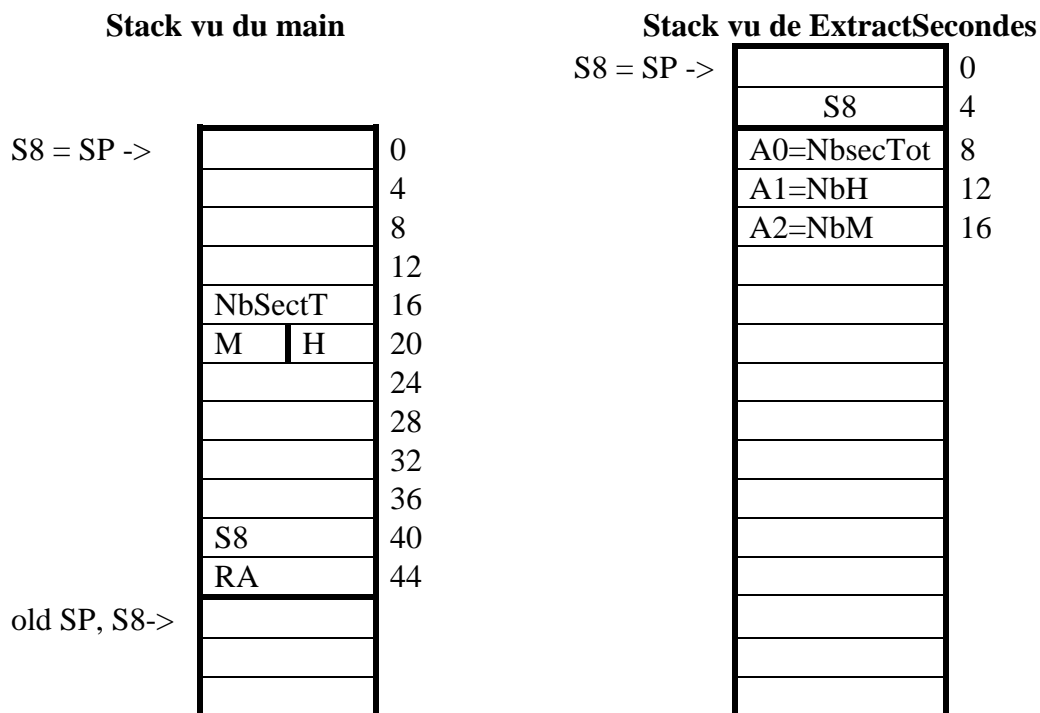 Stack vu du main Stack vu de ExtractSecondes
S8 = SP -> 0
S8 4
S8 = SP -> 0 A0=NbsecTot 8
4 A1=NbH 12
8 A2=NbM 16
12
NbSectT 16
M H 20
24
28
32
36
S8 40
RA 44
old SP, S8->